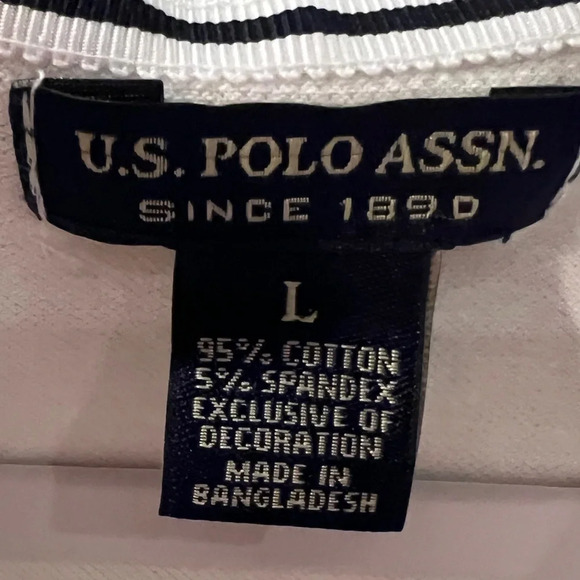 U.S. POLO ASSN.
SINCE 1890
L
95% COTTON
5% SPANDEX
EXCLUSIVE OF
DECORATION
MADE IN
BANGLADESH